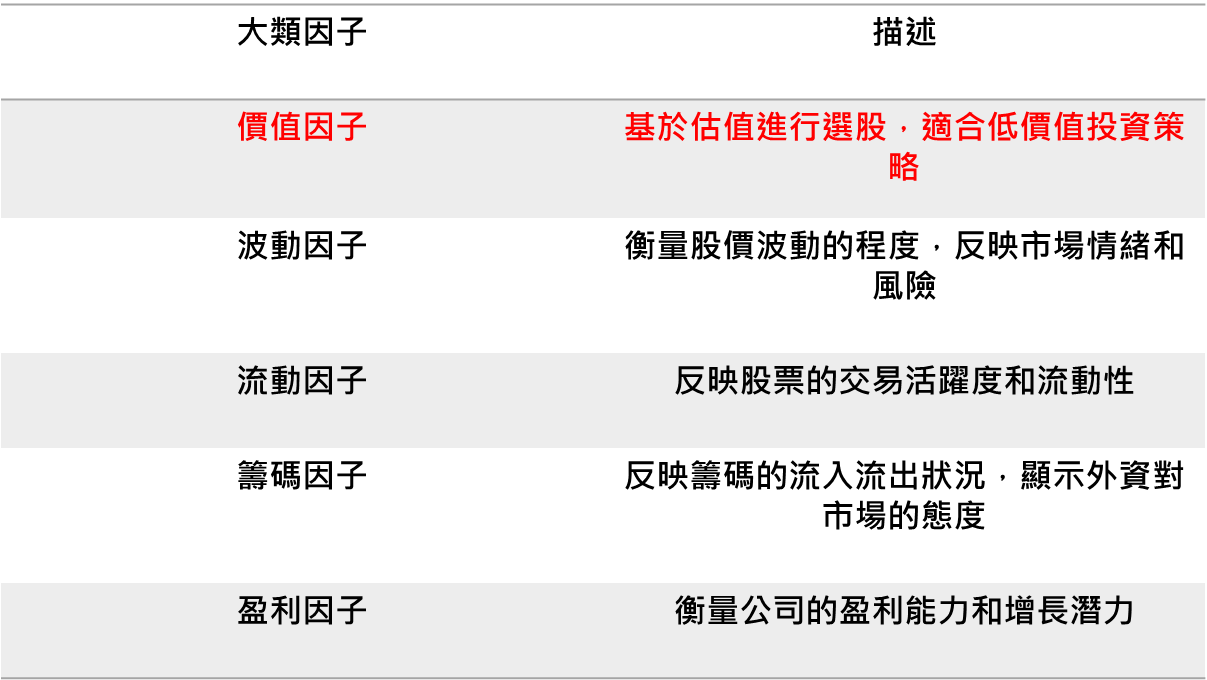 大類因子 描述
價值因子 基於估值進行選股，適合低價值投資策
略
波動因子 衡量股價波動的程度，反映市場情緒和
風險
流動因子 反映股票的交易活躍度和流動性
籌碼因子 反映籌碼的流入流出狀況，顯示外資對
市場的態度
盈利因子 衡量公司的盈利能力和增長潛力